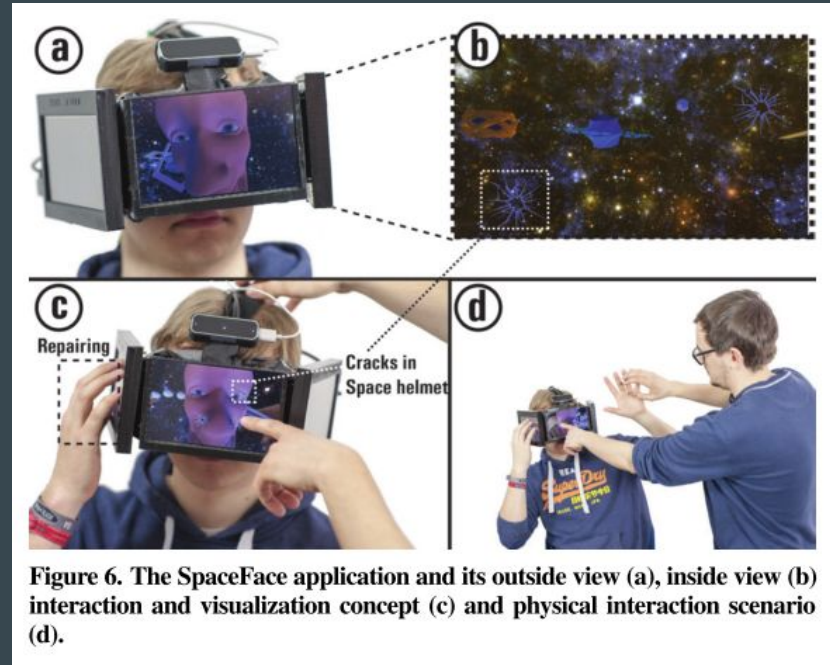 a
b
c
Repairing
Cracks in
Space helmet
d
SuperDry
Figure 6. The SpaceFace application and its outside view (a), inside view (b)
interaction and visualization concept (c) and physical interaction scenario
(d).